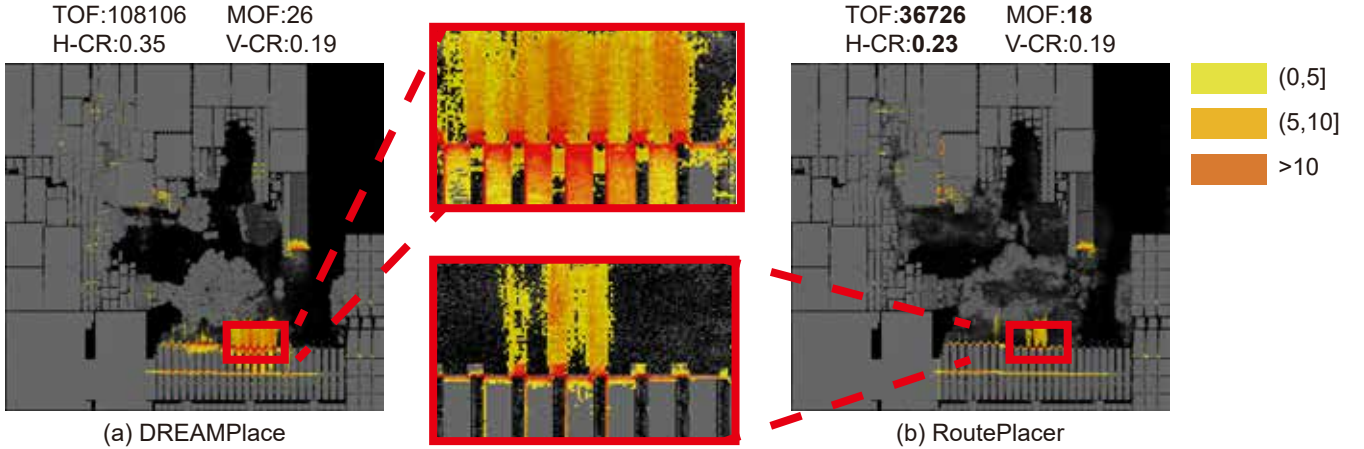 TOF:108106 MOF:26
H-CR:0.35 V-CR:0.19
TOF:36726 MOF:18
H-CR:0.23 V-CR:0.19
(0,5]
(5,10]
>10
(a) DREAMPlace
(b) RoutePlacer